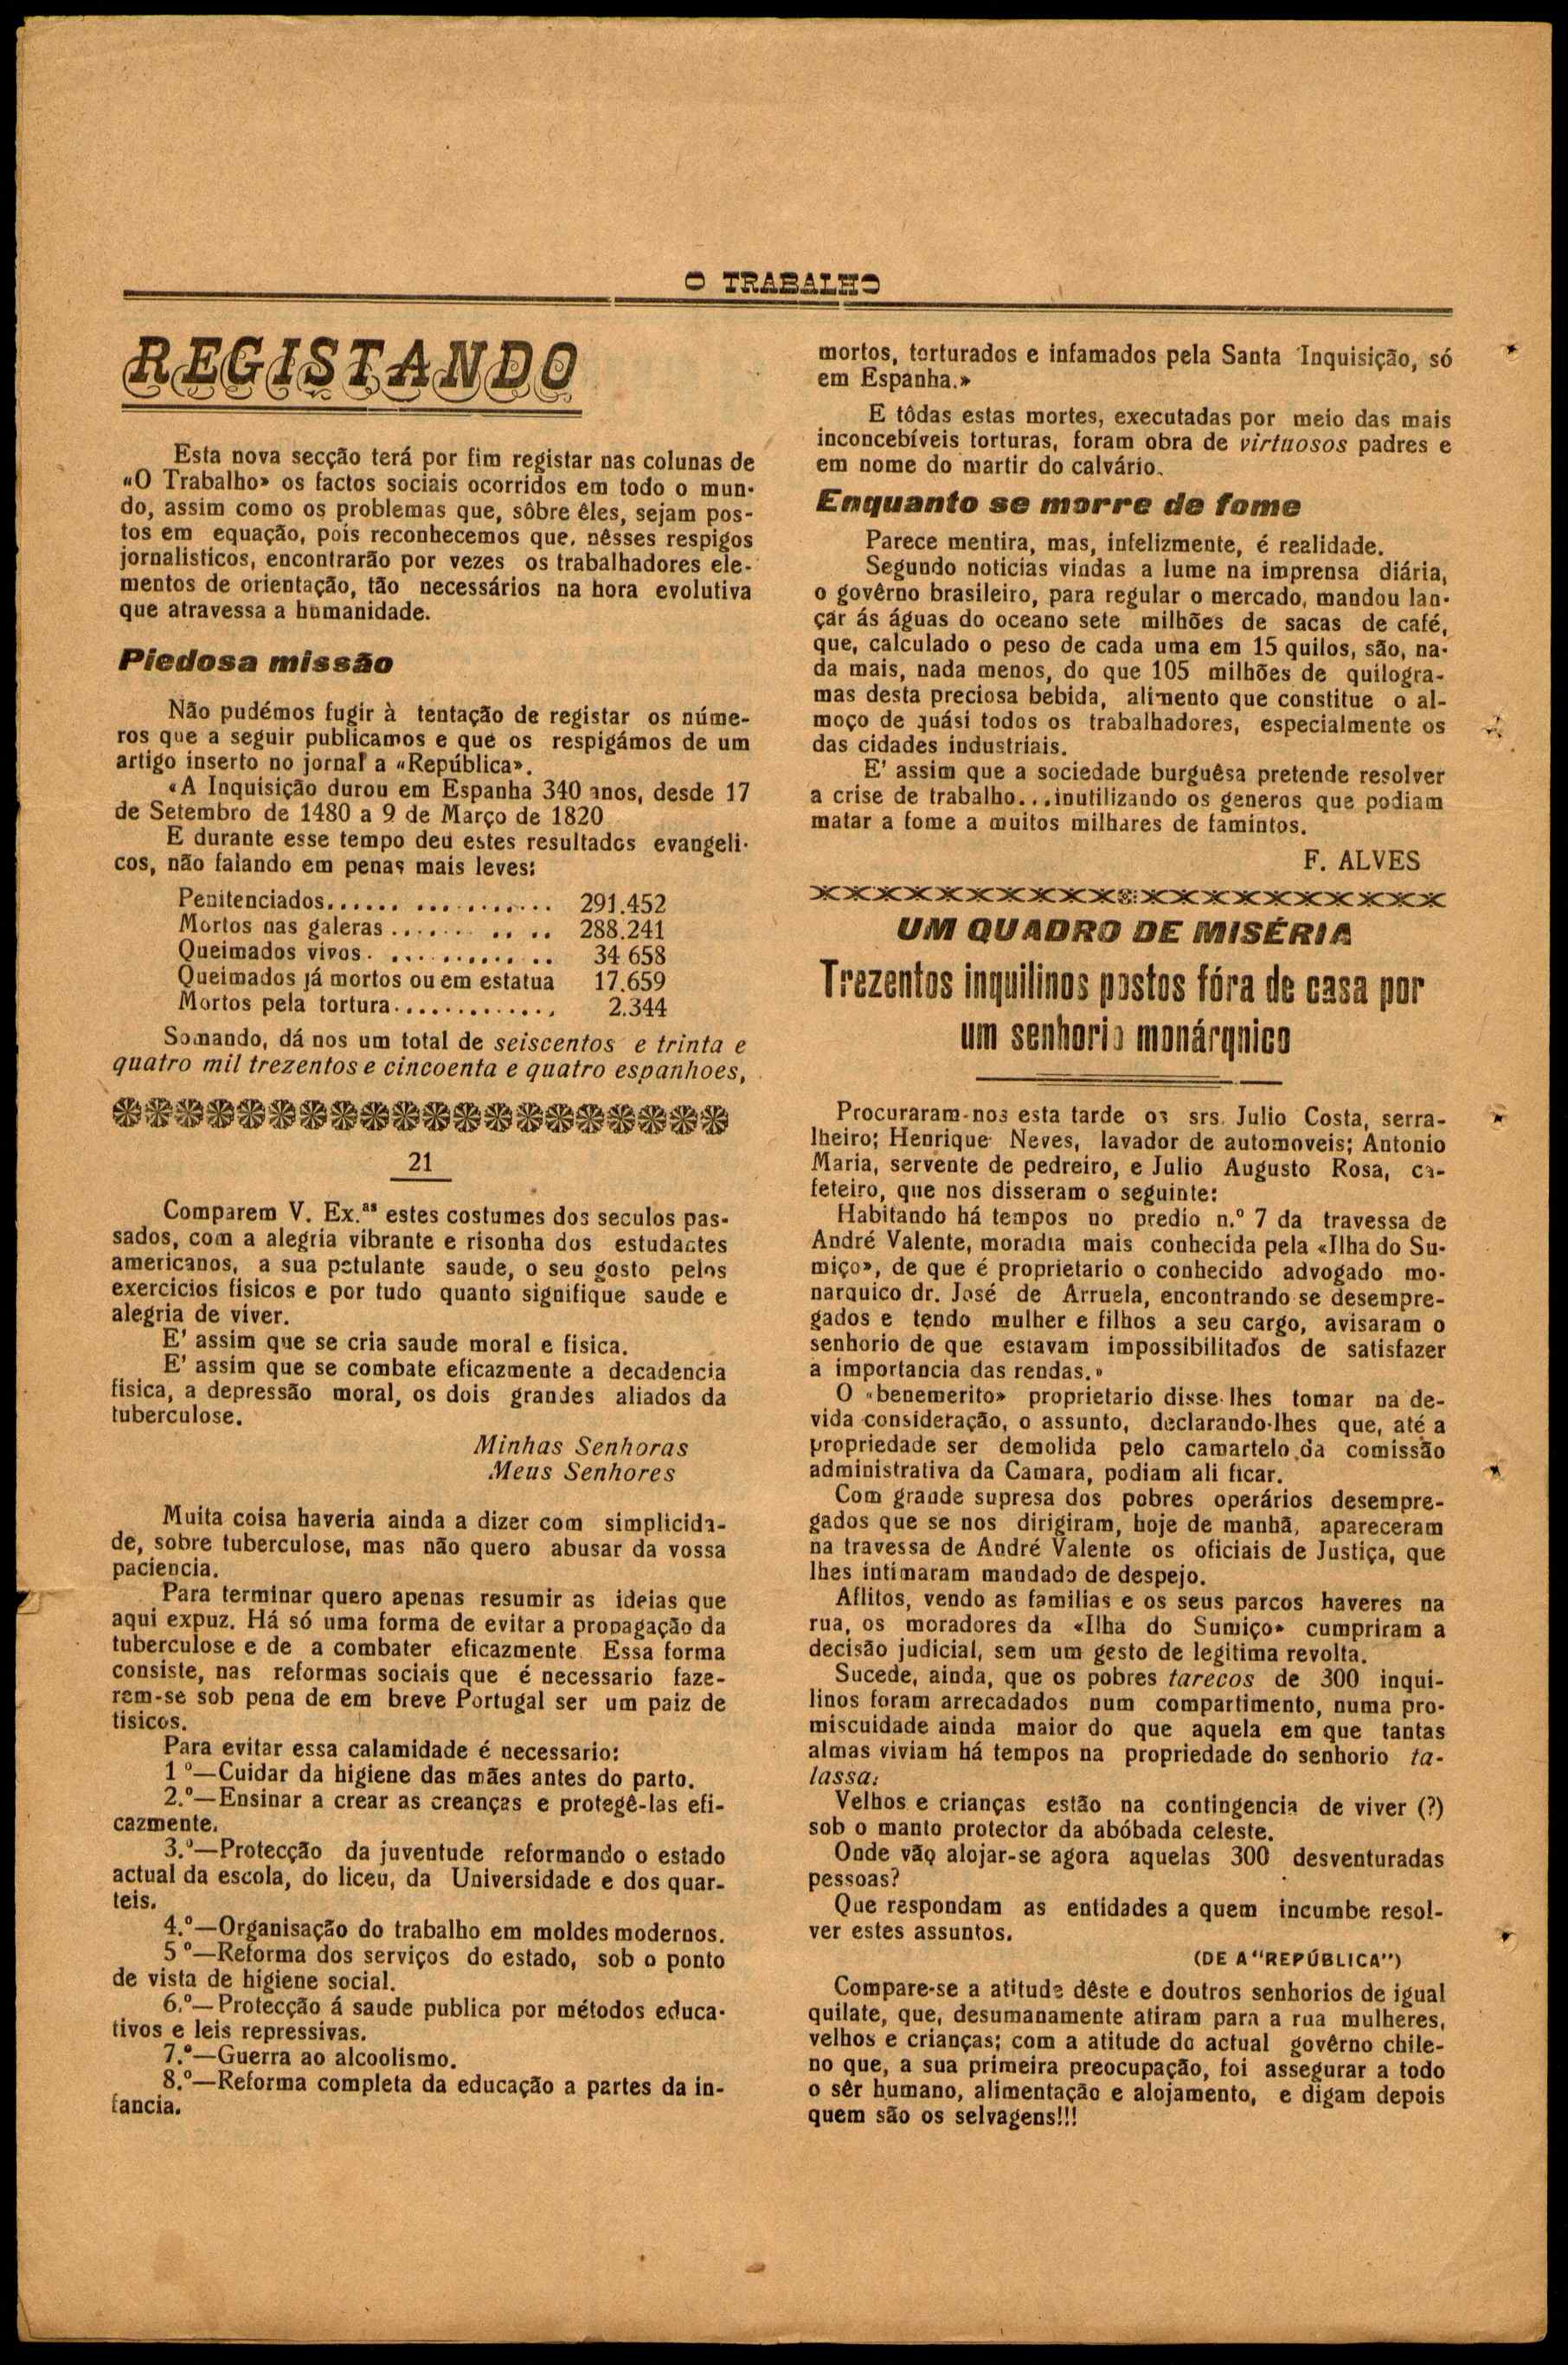 O TRABALHO
REGISTANDO
Esta nova secção terá por fim registar nas colunas de
«O Trabalho» os factos sociais ocorridos em todo o mun-
do, assim como os problemas que, sôbre êles, sejam pos-
tos em equação, pois reconhecemos que, nêsses respigos
jornalisticos, encontrarão por vezes os trabalhadores ele-
mentos de orientação, tão necessários na hora evolutiva
que atravessa a humanidade.
Piedosa missão
Não pudémos fugir à tentação de registar os núme-
ros que a seguir publicamos e que os respigámos de um
artigo inserto no jornal a «República».
«A Inquisição durou em Espanha 340 anos, desde 17
de Setembro de 1480 a 9 de Março de 1820
E durante esse tempo deu estes resultados evangeli-
cos, não falando em penas mais leves:
Penitenciados...... ............ 291.452
Mortos nas galeras ....... .. .. 288.241
Queimados vivos. ........... .. 34 658
Queimados já mortos ou em estatua 17.659
Mortos pela tortura............. 2.344
Somando, dá nos um total de seiscentos e trinta e
quatro mil trezentos e cincoenta e quatro espanhoes,
21
Comparem V. Ex.as estes costumes dos seculos pas-
sados, com a alegria vibrante e risonha dos estudantes
americanos, a sua petulante saude, o seu gosto pelos
exercicios fisicos e por tudo quanto signifique saude e
alegria de viver.
E' assim que se cria saude moral e fisica.
E' assim que se combate eficazmente a decadencia
fisica, a depressão moral, os dois grandes aliados da
tuberculose.
Minhas Senhoras
Meus Senhores
Muita coisa haveria ainda a dizer com simplicida-
de, sobre tuberculose, mas não quero abusar da vossa
paciencia.
Para terminar quero apenas resumir as ideias que
aqui expuz. Há só uma forma de evitar a propagação da
tuberculose e de a combater eficazmente Essa forma
consiste, nas reformas sociais que é necessario faze-
rem-se sob pena de em breve Portugal ser um paiz de
tisicos.
Para evitar essa calamidade é necessario:
1 º—Cuidar da higiene das mães antes do parto.
2.º—Ensinar a crear as creanças e protegê-las efi-
cazmente.
3.º—Protecção da juventude reformando o estado
actual da escola, do liceu, da Universidade e dos quar-
teis.
4.º—Organisação do trabalho em moldes modernos.
5 º—Reforma dos serviços do estado, sob o ponto
de vista de higiene social.
6.º—Protecção á saude publica por métodos educa-
tivos e leis repressivas.
7.º—Guerra ao alcoolismo.
8.º—Reforma completa da educação a partes da in-
fancia.
mortos, torturados e infamados pela Santa Inquisição, só
em Espanha.»
E tôdas estas mortes, executadas por meio das mais
inconcebíveis torturas, foram obra de virtuosos padres e
em nome do martir do calvário.
Enquanto se morre de fome
Parece mentira, mas, infelizmente, é realidade.
Segundo noticias vindas a lume na imprensa diária,
o govêrno brasileiro, para regular o mercado, mandou lan-
çar ás águas do oceano sete milhões de sacas de café,
que, calculado o peso de cada uma em 15 quilos, são, na-
da mais, nada menos, do que 105 milhões de quilogra-
mas desta preciosa bebida, alimento que constitue o al-
moço de quási todos os trabalhadores, especialmente os
das cidades industriais.
E' assim que a sociedade burguêsa pretende resolver
a crise de trabalho...inutilizando os generos que podiam
matar a fome a muitos milhares de famintos.
F. ALVES
UM QUADRO DE MISÉRIA
Trezentos inquilinos postos fóra de casa por
um senhorio monárqnico
Procuraram-nos esta tarde os srs. Julio Costa, serra-
lheiro; Henrique Neves, lavador de automoveis; Antonio
Maria, servente de pedreiro, e Julio Augusto Rosa, ca-
feteiro, que nos disseram o seguinte:
Habitando há tempos no predio n.º 7 da travessa de
André Valente, moradia mais conhecida pela «Ilha do Su-
miço», de que é proprietario o conhecido advogado mo-
narquico dr. José de Arruela, encontrando se desempre-
gados e tendo mulher e filhos a seu cargo, avisaram o
senhorio de que estavam impossibilitados de satisfazer
a importancia das rendas.»
O «benemerito» proprietario disse-lhes tomar na de-
vida consideração, o assunto, declarando-lhes que, até a
propriedade ser demolida pelo camartelo da comissão
administrativa da Camara, podiam ali ficar.
Com grande supresa dos pobres operários desempre-
gados que se nos dirigiram, hoje de manhã, apareceram
na travessa de André Valente os oficiais de Justiça, que
lhes intimaram mandado de despejo.
Aflitos, vendo as familias e os seus parcos haveres na
rua, os moradores da «Ilha do Sumiço» cumpriram a
decisão judicial, sem um gesto de legitima revolta.
Sucede, ainda, que os pobres tarecos de 300 inqui-
linos foram arrecadados num compartimento, numa pro-
miscuidade ainda maior do que aquela em que tantas
almas viviam há tempos na propriedade do senhorio ta-
lassa:
Velhos e crianças estão na contingencia de viver (?)
sob o manto protector da abóbada celeste.
Onde vão alojar-se agora aquelas 300 desventuradas
pessoas?
Que respondam as entidades a quem incumbe resol-
ver estes assuntos.
(DE A "REPÚBLICA")
Compare-se a atitude dêste e doutros senhorios de igual
quilate, que, desumanamente atiram para a rua mulheres,
velhos e crianças; com a atitude do actual govêrno chile-
no que, a sua primeira preocupação, foi assegurar a todo
o sêr humano, alimentação e alojamento, e digam depois
quem são os selvagens!!!